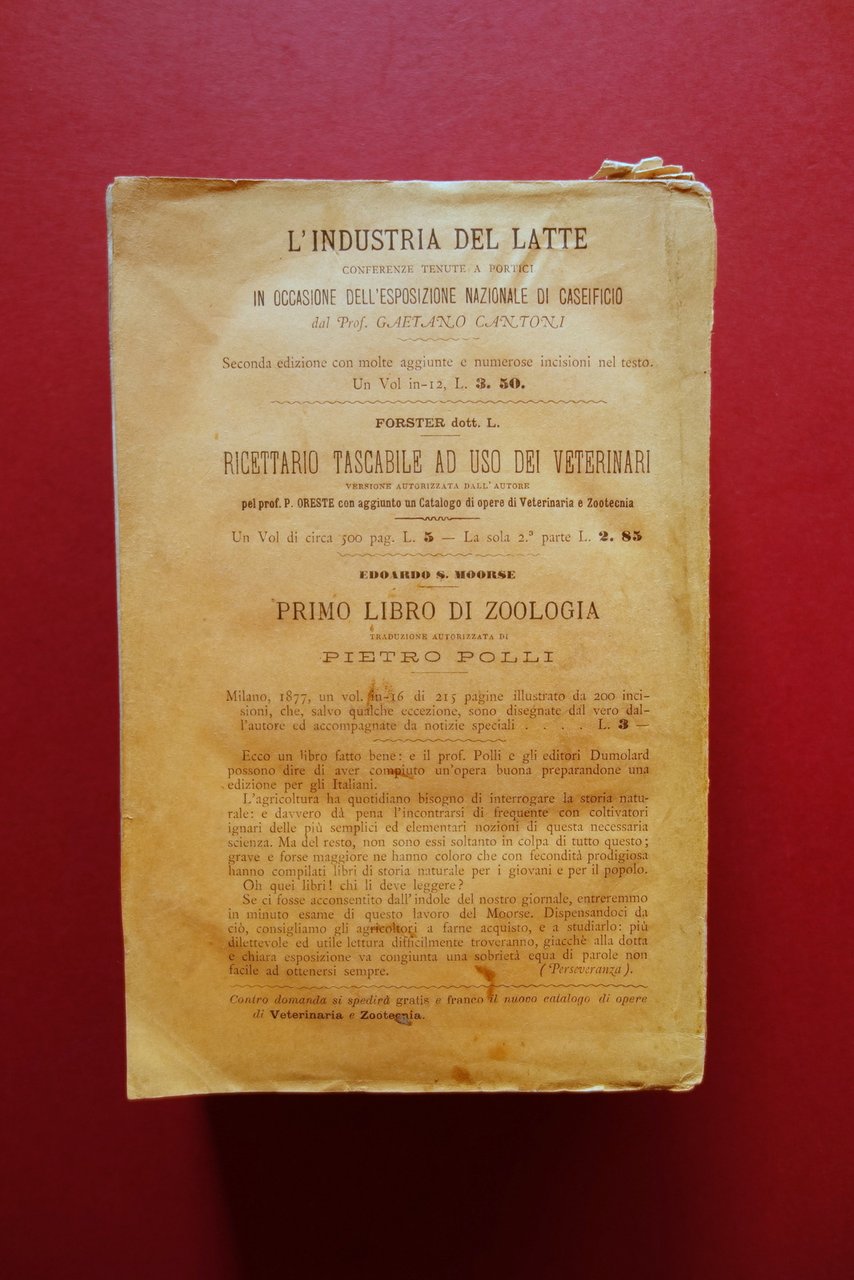 L'INDUSTRIA DEL LATTE
CONFERENZE TENUTE A PORTICI
IN OCCASIONE DELL'ESPOSIZIONE NAZIONALE DI CASEIFICIO
dal Prof. GAETANO CANTONI
Seconda edizione con molte aggiunte e numerose incisioni nel testo.
Un Vol in-12, L. 3. 50.
FORSTER dott. L.
RICETTARIO TASCABILE AD USO DEI VETERINARI
VERSIONE AUTORIZZATA DALL'AUTORE
pel prof. P. ORESTE con aggiunto un Catalogo di opere di Veterinaria e Zootecnia
Un Vol di circa 500 pag. L. 5 — La sola 2.ª parte L. 2. 85
EDOARDO S. MOORSE
PRIMO LIBRO DI ZOOLOGIA
TRADUZIONE AUTORIZZATA DI
PIETRO POLLI
Milano, 1877, un vol. in-16 di 215 pagine illustrato da 200 inci-
sioni, che, salvo qualche eccezione, sono disegnate dal vero dal-
l'autore ed accompagnate da notizie speciali . . . . L. 3 —
Ecco un libro fatto bene: e il prof. Polli e gli editori Dumolard
possono dire di aver compiuto un'opera buona preparandone una
edizione per gli Italiani.
L'agricoltura ha quotidiano bisogno di interrogare la storia natu-
rale: e davvero dà pena l'incontrarsi di frequente con coltivatori
ignari delle più semplici ed elementari nozioni di questa necessaria
scienza. Ma del resto, non sono essi soltanto in colpa di tutto questo;
grave e forse maggiore ne hanno coloro che con fecondità prodigiosa
hanno compilati libri di storia naturale per i giovani e per il popolo.
Oh quei libri! chi li deve leggere?
Se ci fosse acconsentito dall'indole del nostro giornale, entreremmo
in minuto esame di questo lavoro del Moorse. Dispensandoci da
ciò, consigliamo gli agricoltori a farne acquisto, e a studiarlo: più
dilettevole ed utile lettura difficilmente troveranno, giacchè alla dotta
e chiara esposizione va congiunta una sobrietà equa di parole non
facile ad ottenersi sempre. (Perseveranza).
Contro domanda si spedirà gratis e franco il nuovo catalogo di opere
di Veterinaria e Zootecnia.